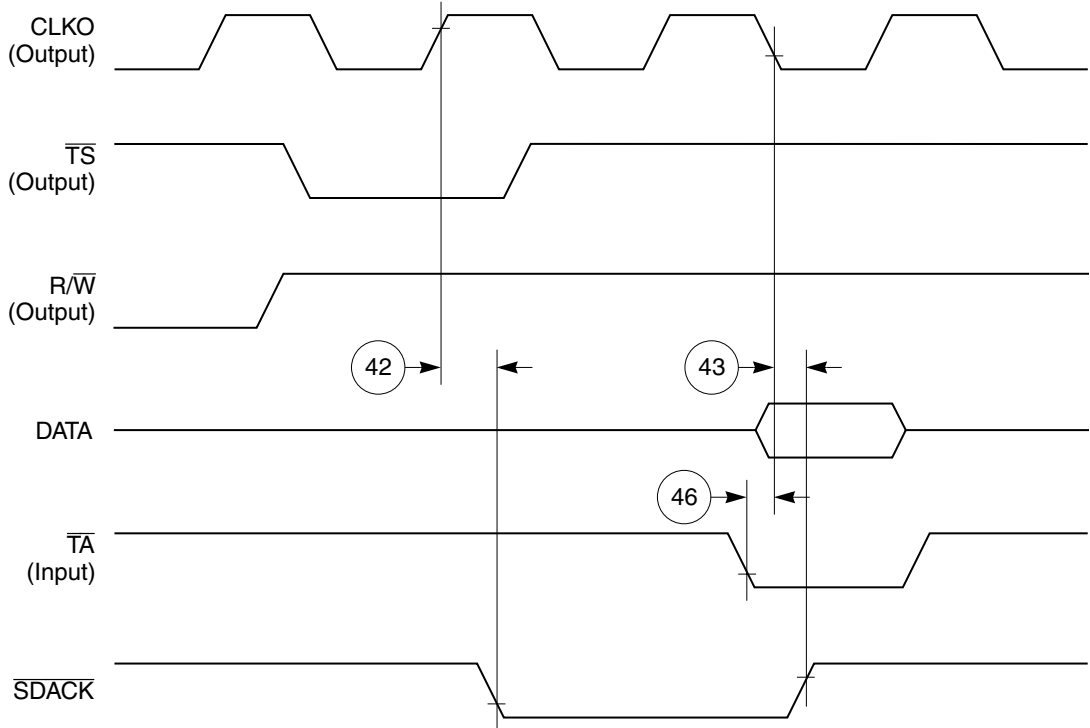 CLKO
(Output)
TS
(Output)
R/W
(Output)
42
43
DATA
46
TA
(Input)
SDACK